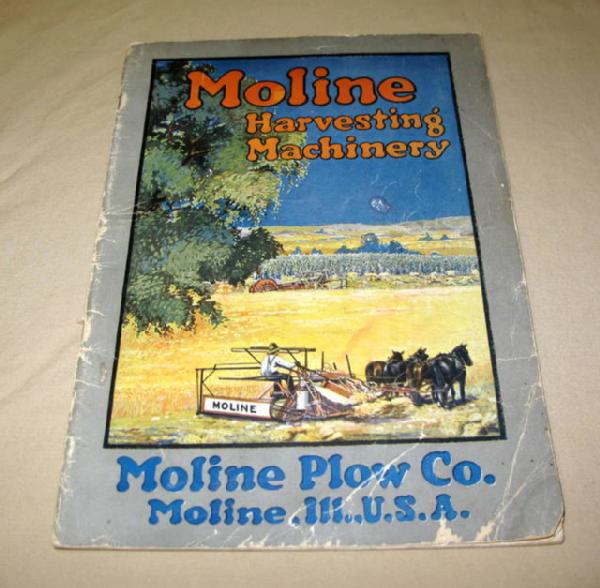 Moline
Harvesting
Machinery
MOLINE
Moline Plow Co.
Moline, Ill., U.S.A.